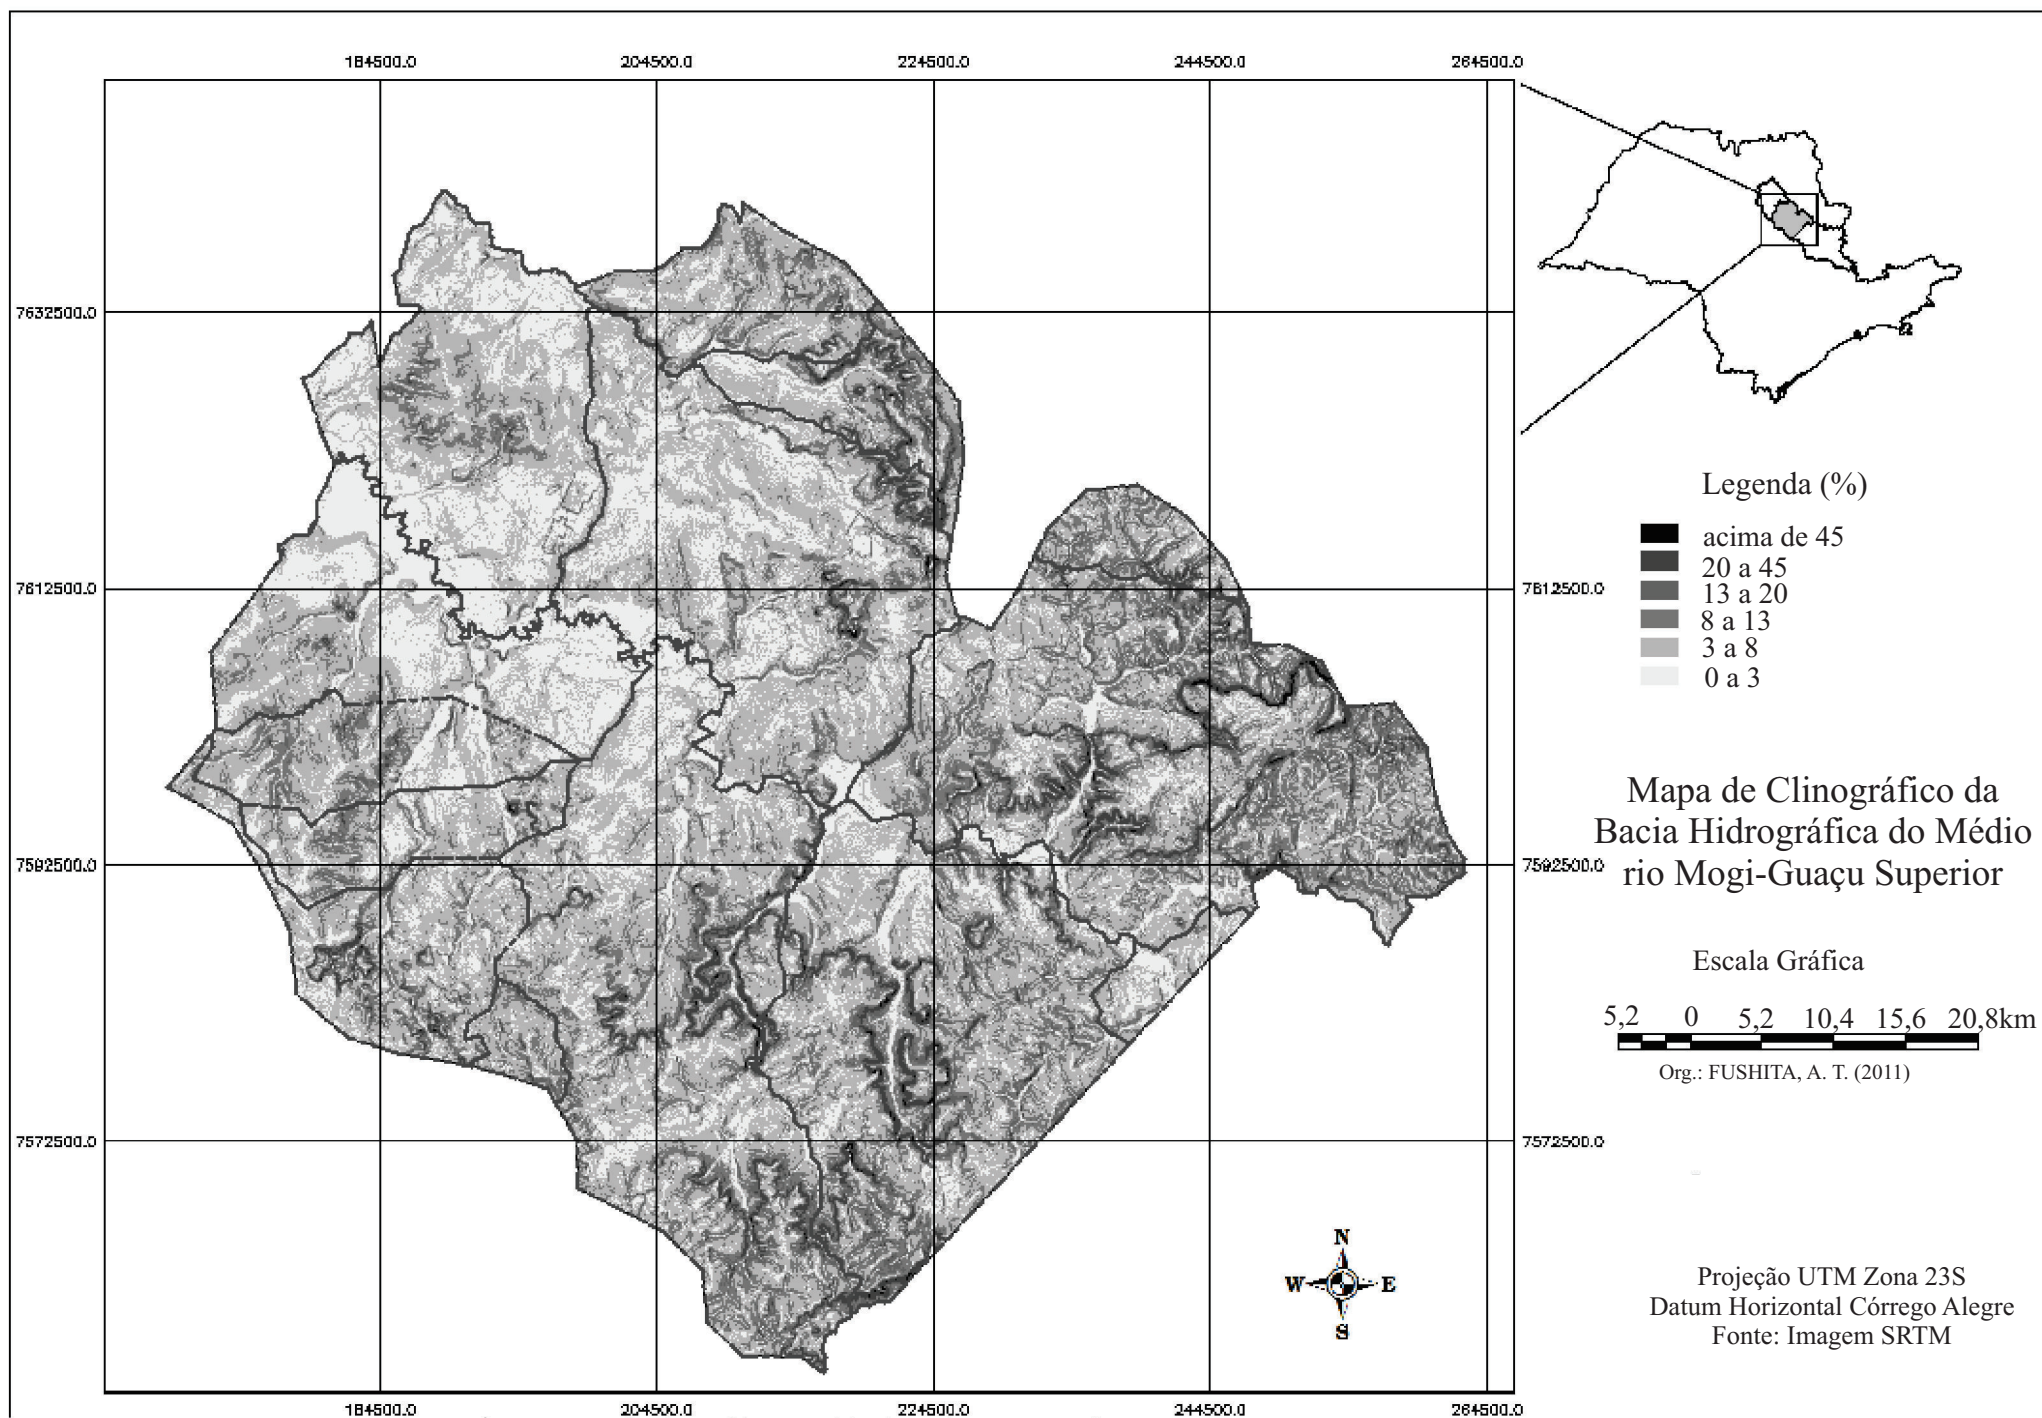 184500.0 204500.0 224500.0 244500.0 264500.0
7632500.0
7612500.0 7612500.0
7592500.0 7592500.0
7572500.0 7572500.0
184500.0 204500.0 224500.0 244500.0 264500.0
N
W E
S
Legenda (%)
acima de 45
20 a 45
13 a 20
8 a 13
3 a 8
0 a 3
Mapa de Clinográfico da
Bacia Hidrográfica do Médio
rio Mogi-Guaçu Superior
Escala Gráfica
5,2 0 5,2 10,4 15,6 20,8km
Org.: FUSHITA, A. T. (2011)
Projeção UTM Zona 23S
Datum Horizontal Córrego Alegre
Fonte: Imagem SRTM